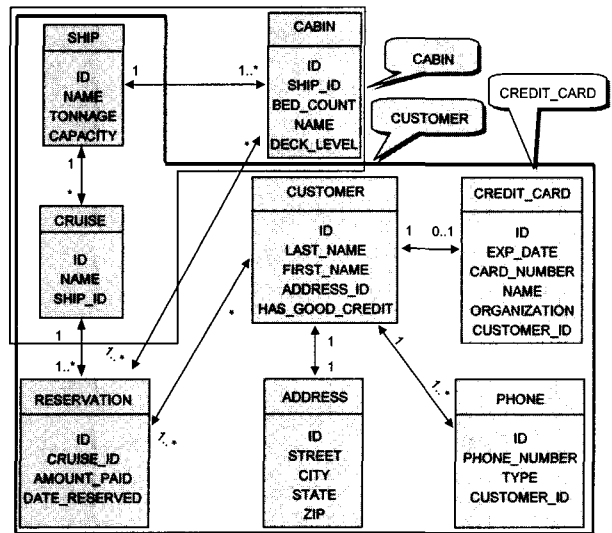 SHIP
ID
NAME
TONNAGE
CAPACITY
1
1..*
CABIN
ID
SHIP_ID
BED_COUNT
NAME
DECK_LEVEL
CABIN
CUSTOMER
CREDIT_CARD
1
*
*
CRUISE
ID
NAME
SHIP_ID
CUSTOMER
ID
LAST_NAME
FIRST_NAME
ADDRESS_ID
HAS_GOOD_CREDIT
1
0..1
CREDIT_CARD
ID
EXP_DATE
CARD_NUMBER
NAME
ORGANIZATION
CUSTOMER_ID
*
1
1..*
1..*
1..*
1
1
1
1..*
RESERVATION
ID
CRUISE_ID
AMOUNT_PAID
DATE_RESERVED
ADDRESS
ID
STREET
CITY
STATE
ZIP
PHONE
ID
PHONE_NUMBER
TYPE
CUSTOMER_ID